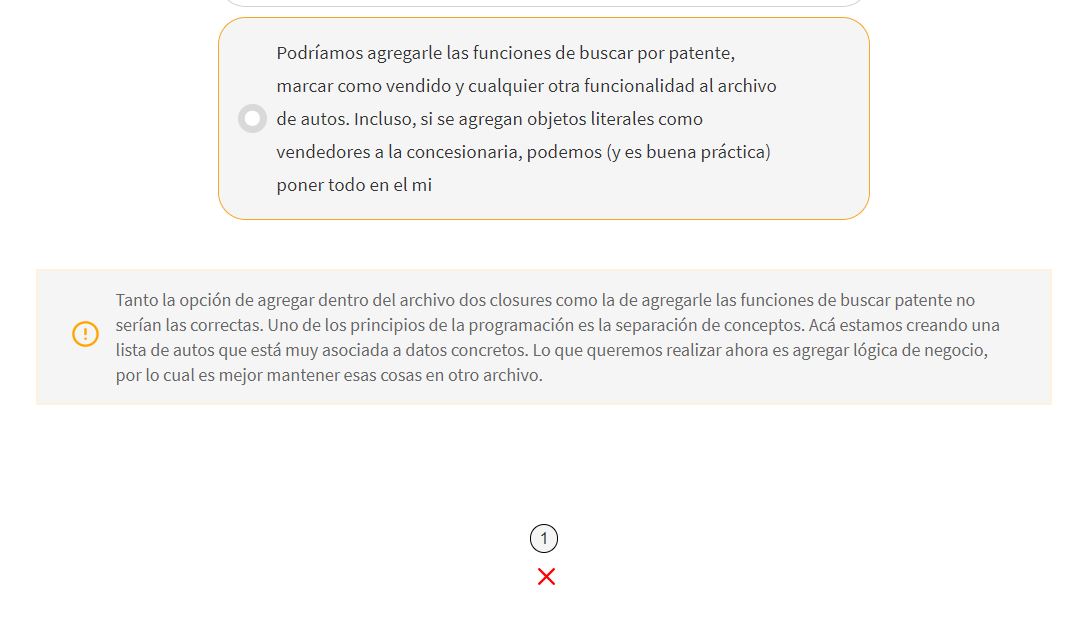 Podríamos agregarle las funciones de buscar por patente,
marcar como vendido y cualquier otra funcionalidad al archivo
de autos. Incluso, si se agregan objetos literales como
vendedores a la concesionaria, podemos (y es buena práctica)
poner todo en el mi
Tanto la opción de agregar dentro del archivo dos closures como la de agregarle las funciones de buscar patente no
serían las correctas. Uno de los principios de la programación es la separación de conceptos. Acá estamos creando una
lista de autos que está muy asociada a datos concretos. Lo que queremos realizar ahora es agregar lógica de negocio,
por lo cual es mejor mantener esas cosas en otro archivo.
1